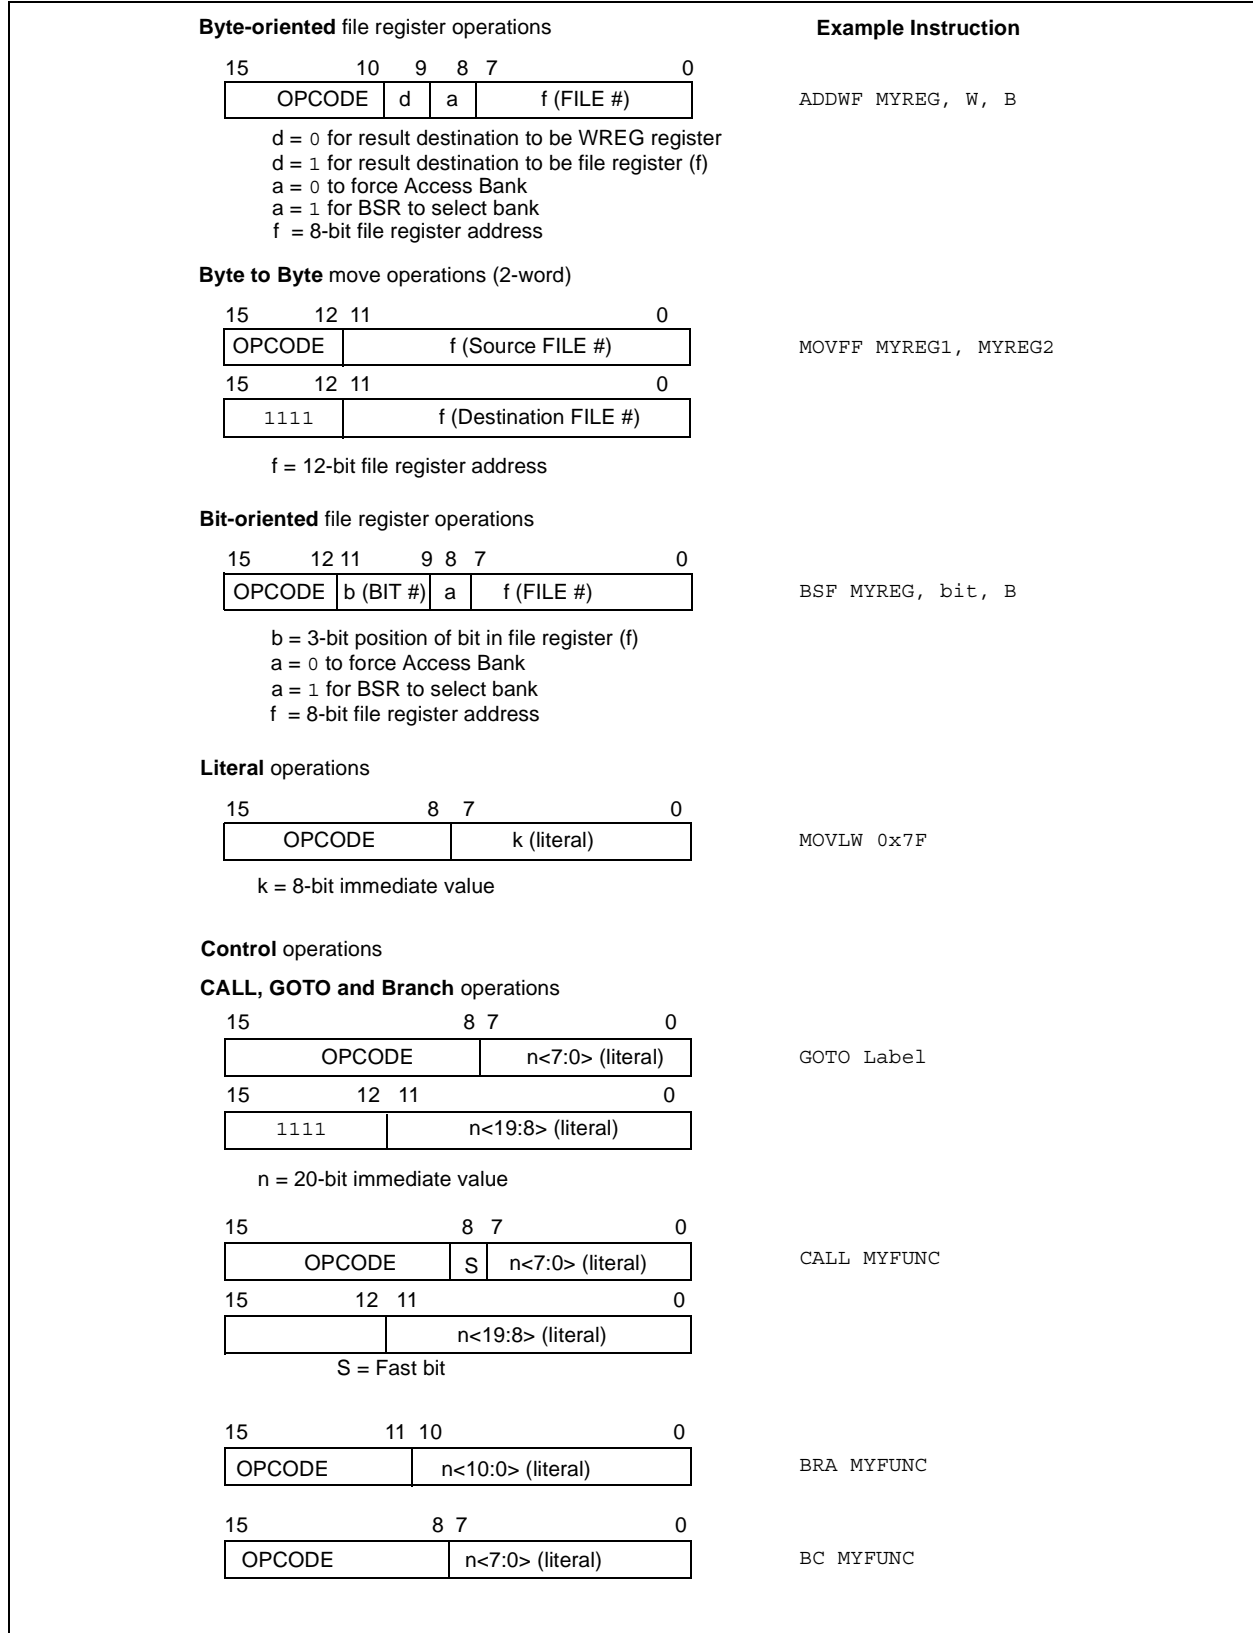 Byte-oriented file register operations Example Instruction
15 10 9 8 7 0
OPCODE d a f (FILE #) ADDWF MYREG, W, B
d = 0 for result destination to be WREG register
d = 1 for result destination to be file register (f)
a = 0 to force Access Bank
a = 1 for BSR to select bank
f = 8-bit file register address
Byte to Byte move operations (2-word)
15 12 11 0
OPCODE f (Source FILE #) MOVFF MYREG1, MYREG2
15 12 11 0
1111 f (Destination FILE #)
f = 12-bit file register address
Bit-oriented file register operations
15 12 11 9 8 7 0
OPCODE b (BIT #) a f (FILE #) BSF MYREG, bit, B
b = 3-bit position of bit in file register (f)
a = 0 to force Access Bank
a = 1 for BSR to select bank
f = 8-bit file register address
Literal operations
15 8 7 0
OPCODE k (literal) MOVLW 0x7F
k = 8-bit immediate value
Control operations
CALL, GOTO and Branch operations
15 8 7 0
OPCODE n<7:0> (literal) GOTO Label
15 12 11 0
1111 n<19:8> (literal)
n = 20-bit immediate value
15 8 7 0
OPCODE S n<7:0> (literal) CALL MYFUNC
15 12 11 0
n<19:8> (literal)
S = Fast bit
15 11 10 0
OPCODE n<10:0> (literal) BRA MYFUNC
15 8 7 0
OPCODE n<7:0> (literal) BC MYFUNC